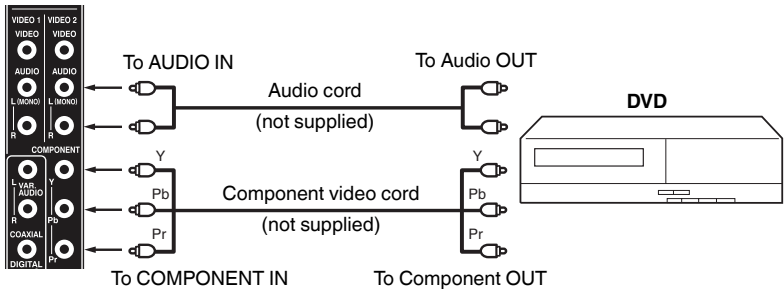 VIDEO 1 VIDEO 2
VIDEO VIDEO
AUDIO AUDIO
L (MONO) L (MONO)
R R
COMPONENT
L Y
VAR.
AUDIO
R Pb
COAXIAL
Pr
DIGITAL
To AUDIO IN
To Audio OUT
Audio cord
(not supplied)
DVD
Y
Pb
Pr
Component video cord
(not supplied)
Y
Pb
Pr
To COMPONENT IN
To Component OUT